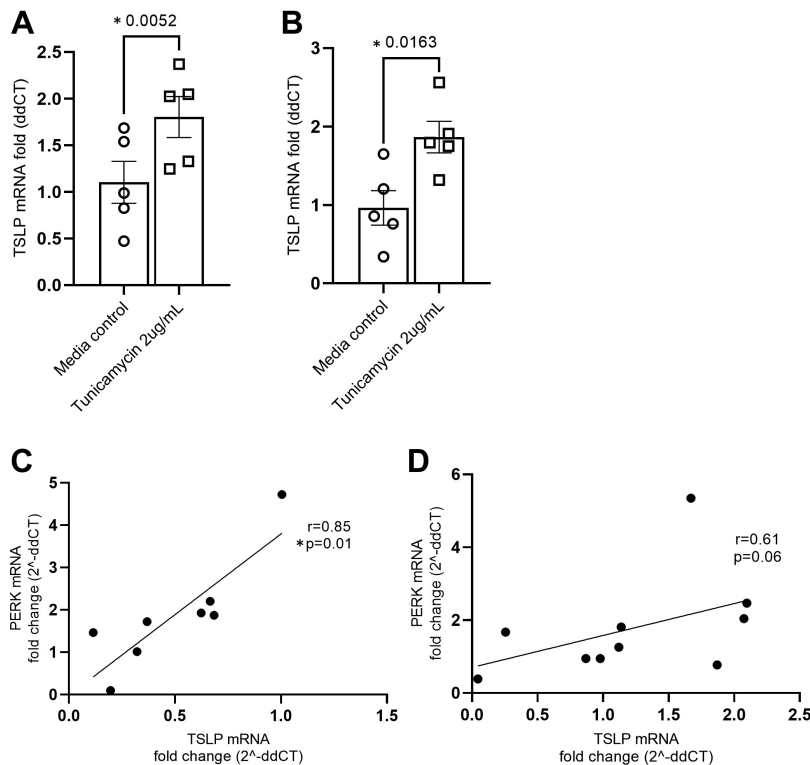 A
* 0.0052
TSLP mRNA fold (ddCT)
2.5
2.0
1.5
1.0
0.5
0.0
Media control
Tunicamycin 2ug/mL
B
* 0.0163
TSLP mRNA fold (ddCT)
3
2
1
0
Media control
Tunicamycin 2ug/mL
C
PERK mRNA
fold change (2^-ddCT)
5
4
3
2
1
0
r=0.85
*p=0.01
0.0 0.5 1.0 1.5
TSLP mRNA
fold change (2^-ddCT)
D
PERK mRNA
fold change (2^-ddCT)
6
4
2
0
r=0.61
p=0.06
0.0 0.5 1.0 1.5 2.0 2.5
TSLP mRNA
fold change (2^-ddCT)